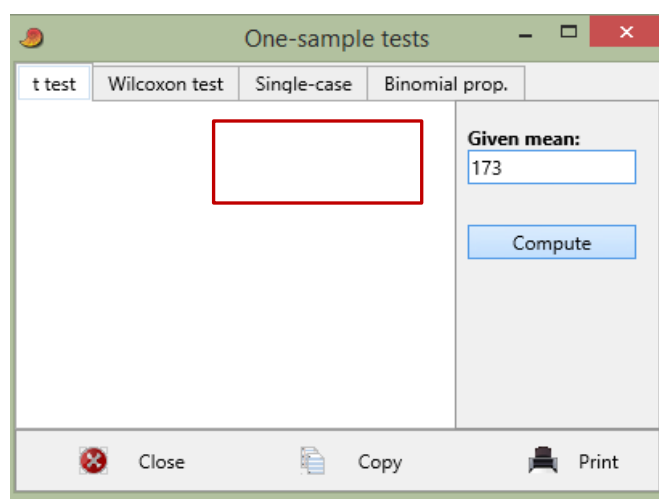 One-sample tests
t test Wilcoxon test Single-case Binomial prop.
Given mean:
173
Compute
Close Copy Print